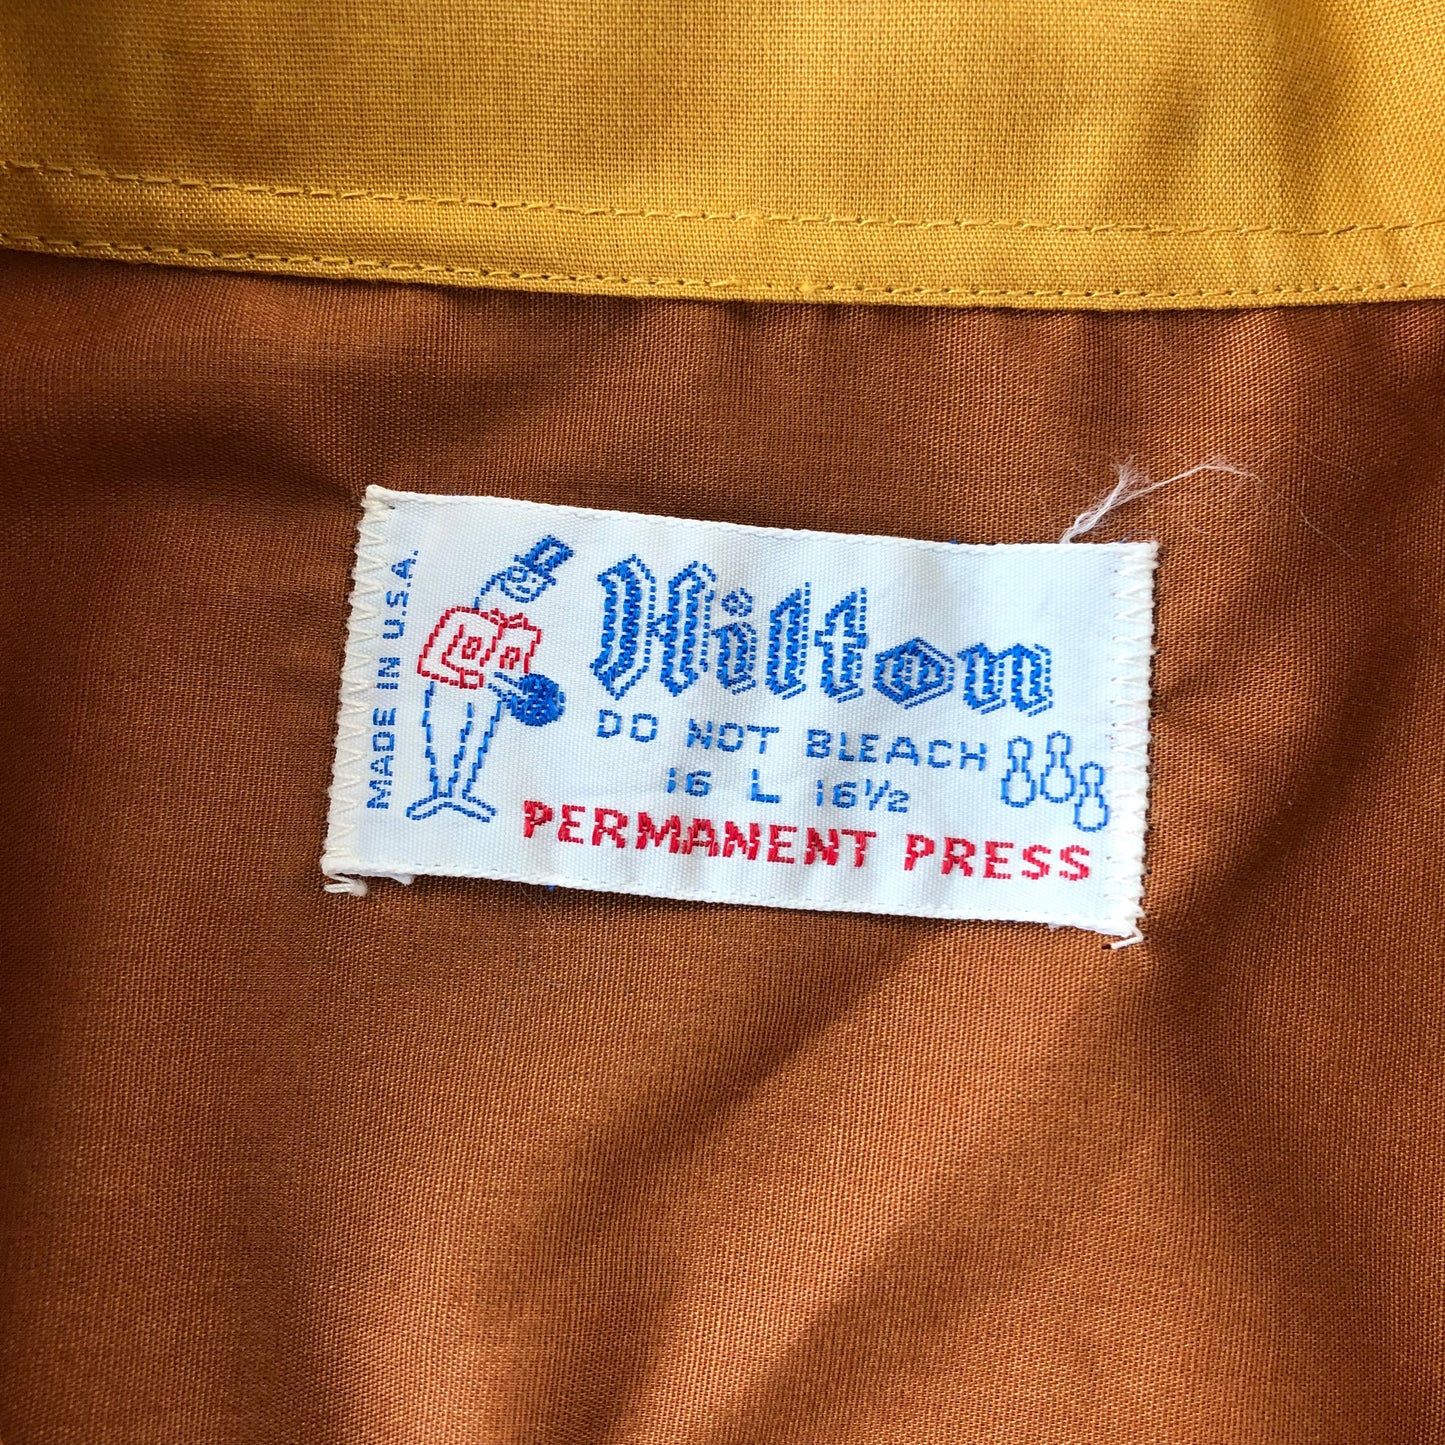 MADE IN U.S.A.
Hilton
DO NOT BLEACH
16 L 16½
PERMANENT PRESS